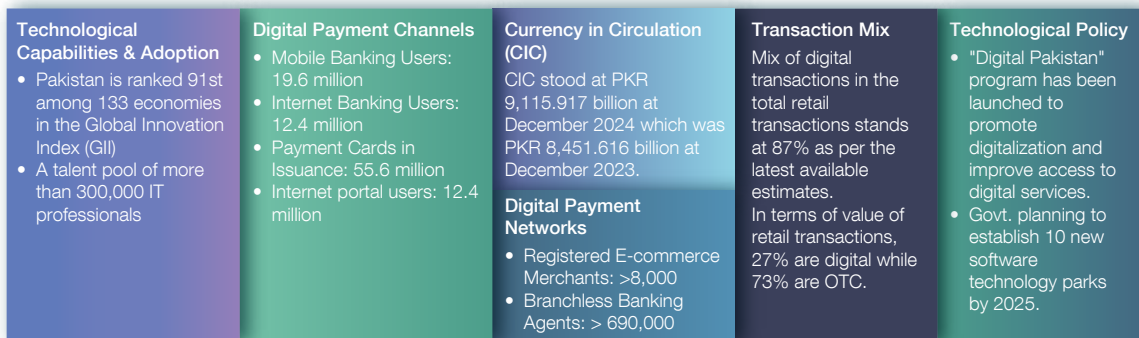 Technological
Capabilities & Adoption
• Pakistan is ranked 91st
among 133 economies
in the Global Innovation
Index (GII)
• A talent pool of more
than 300,000 IT
professionals
Digital Payment Channels
• Mobile Banking Users:
19.6 million
• Internet Banking Users:
12.4 million
• Payment Cards in
Issuance: 55.6 million
• Internet portal users: 12.4
million
Currency in Circulation
(CIC)
CIC stood at PKR
9,115.917 billion at
December 2024 which was
PKR 8,451.616 billion at
December 2023.
Digital Payment
Networks
• Registered E-commerce
Merchants: >8,000
• Branchless Banking
Agents: > 690,000
Transaction Mix
Mix of digital
transactions in the
total retail
transactions stands
at 87% as per the
latest available
estimates.
In terms of value of
retail transactions,
27% are digital while
73% are OTC.
Technological Policy
• "Digital Pakistan"
program has been
launched to
promote
digitalization and
improve access to
digital services.
• Govt. planning to
establish 10 new
software
technology parks
by 2025.